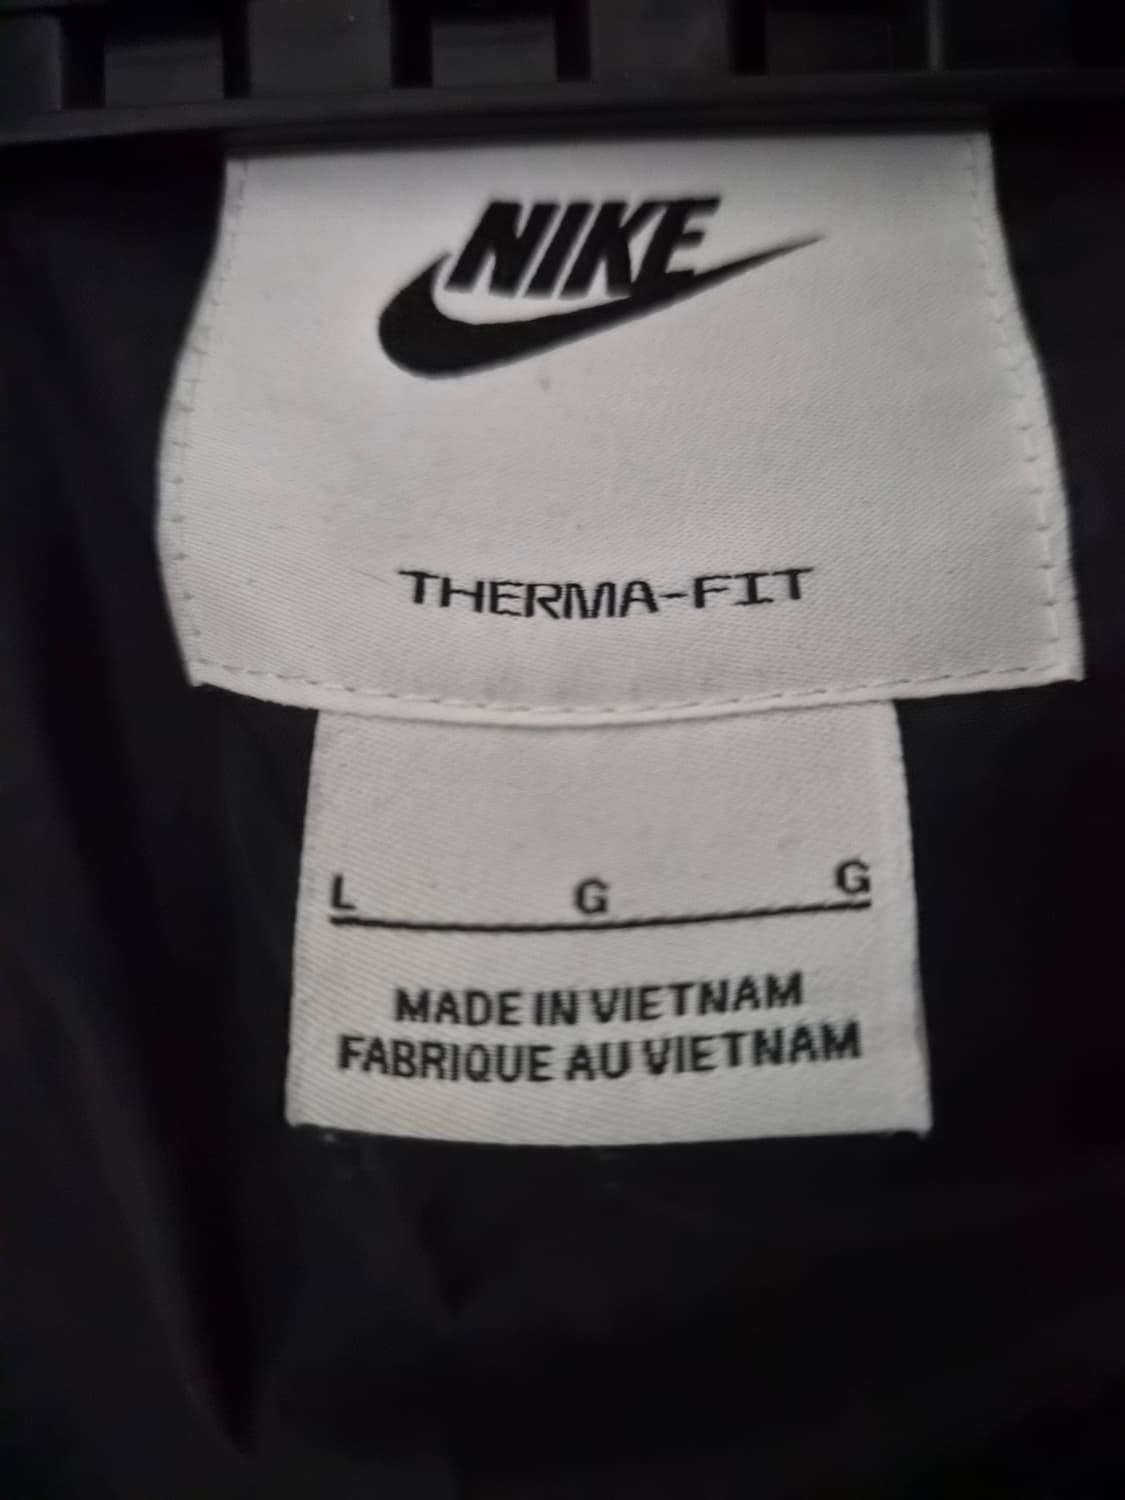 NIKE
THERMA-FIT
L G G
MADE IN VIETNAM
FABRIQUE AU VIETNAM